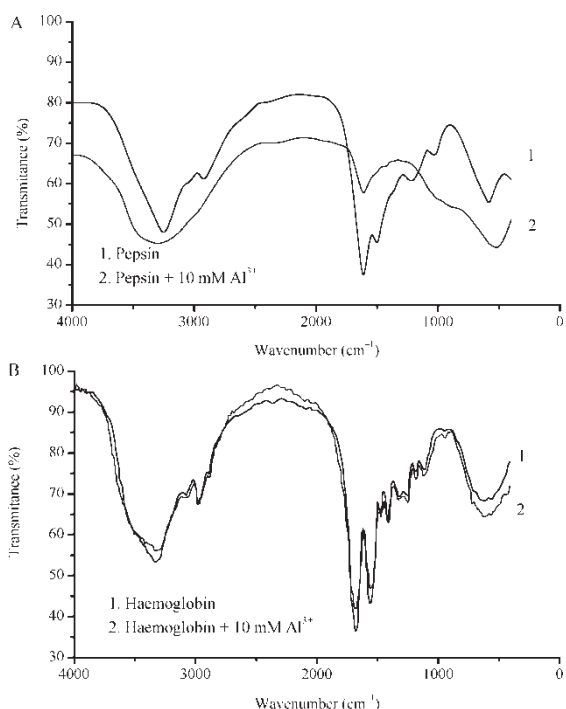 A
100
90
80
70
60
50
40
30
Transmitance (%)
1
2
1. Pepsin
2. Pepsin + 10 mM Al³⁺
4000 3000 2000 1000 0
Wavenumber (cm⁻¹)
B
100
90
80
70
60
50
40
30
Transmitance (%)
1
2
1. Haemoglobin
2. Haemoglobin + 10 mM Al³⁺
4000 3000 2000 1000 0
Wavenumber cm⁻¹)